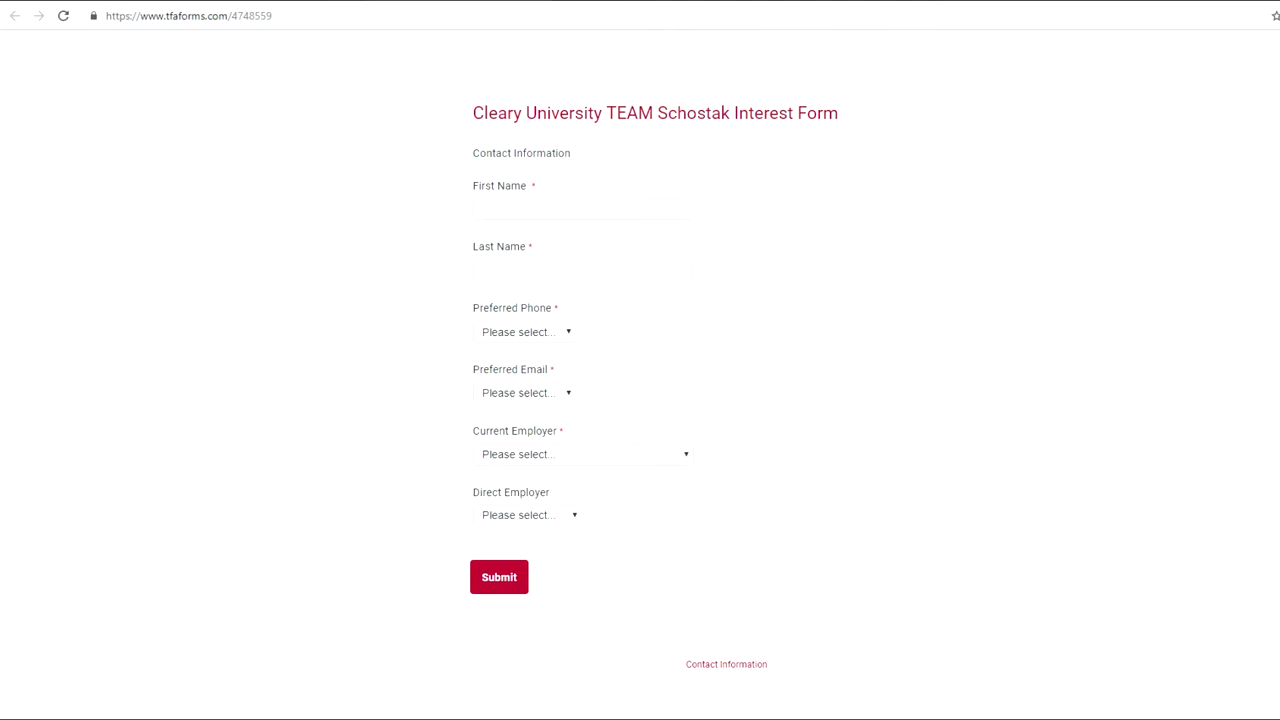 https://www.tfaforms.com/4748559
Cleary University TEAM Schostak Interest Form
Contact Information
First Name *
Last Name *
Preferred Phone *
Please select...
Preferred Email *
Please select...
Current Employer *
Please select...
Direct Employer
Please select...
Submit
Contact Information